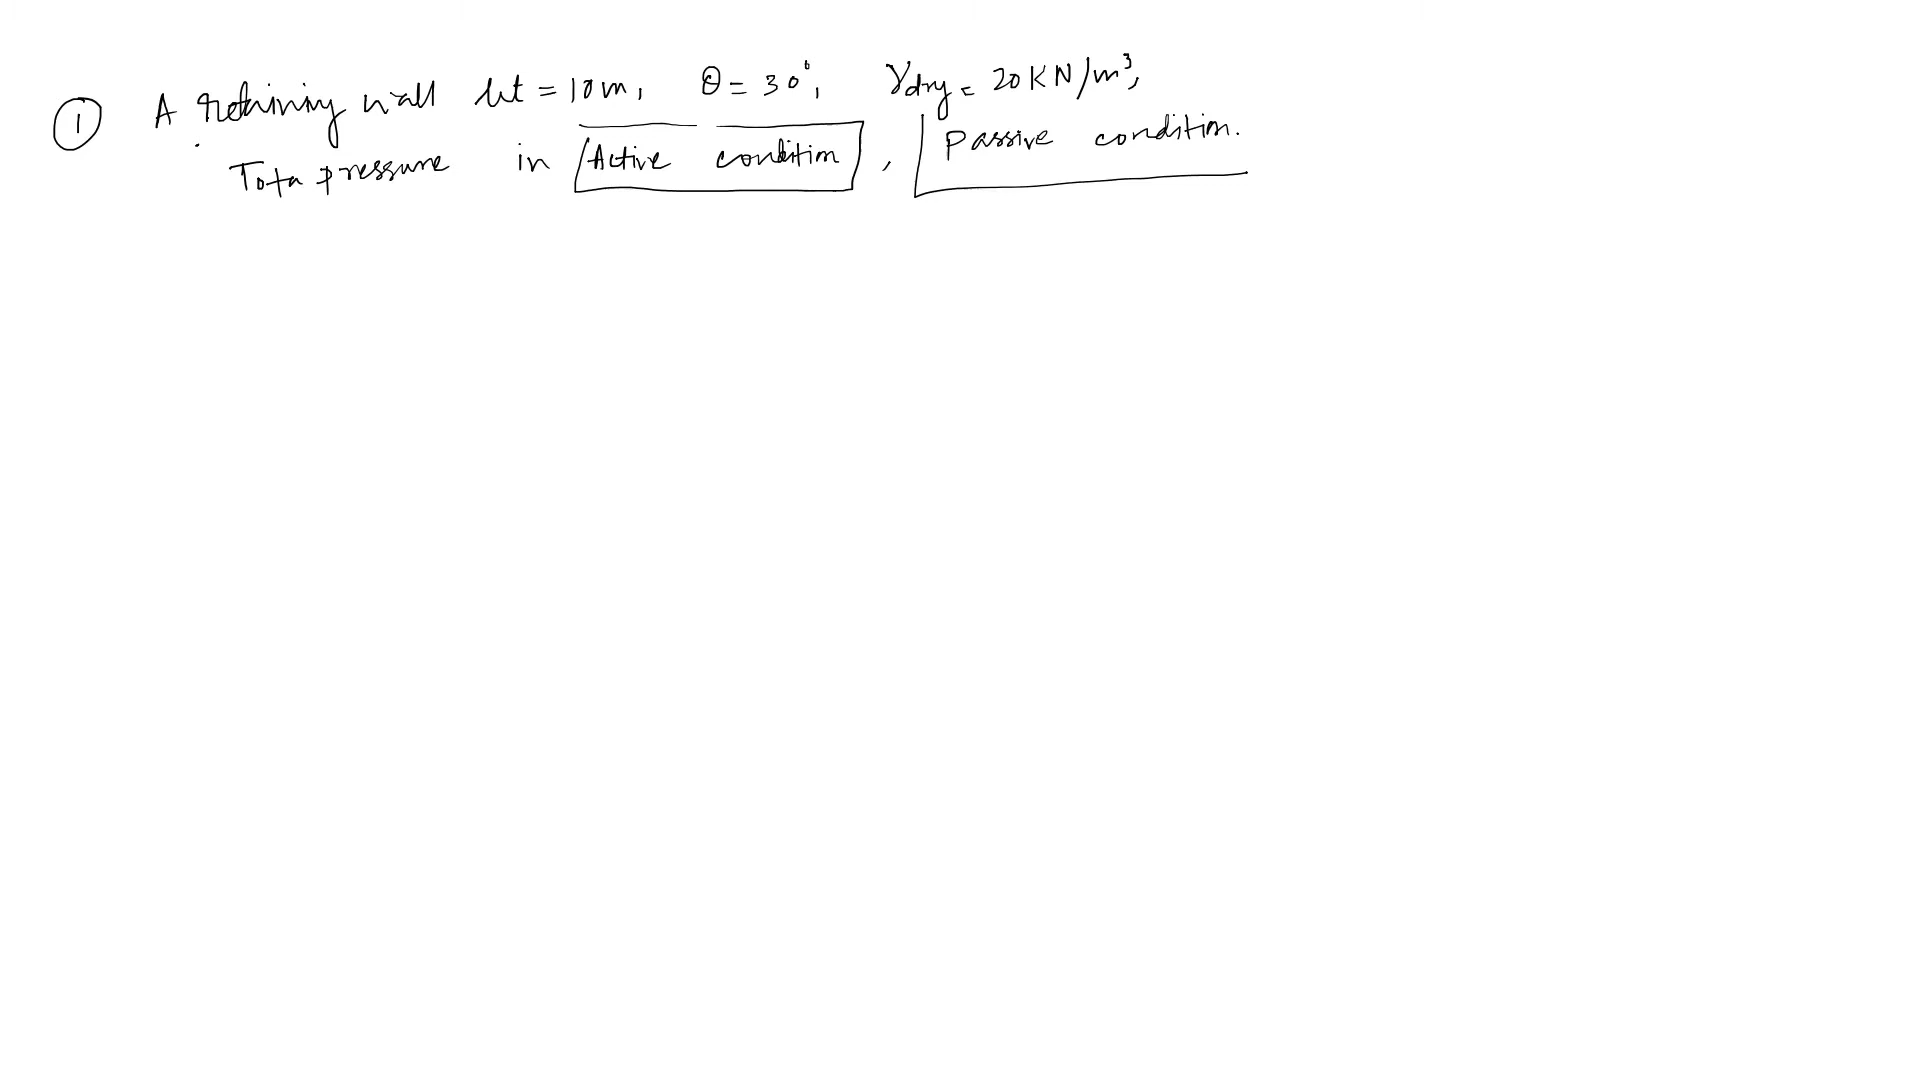 ① A retaining wall ht = 10m, θ = 30°, γdry = 20 KN/m³,
Tota pressure in Active condition, Passive condition.